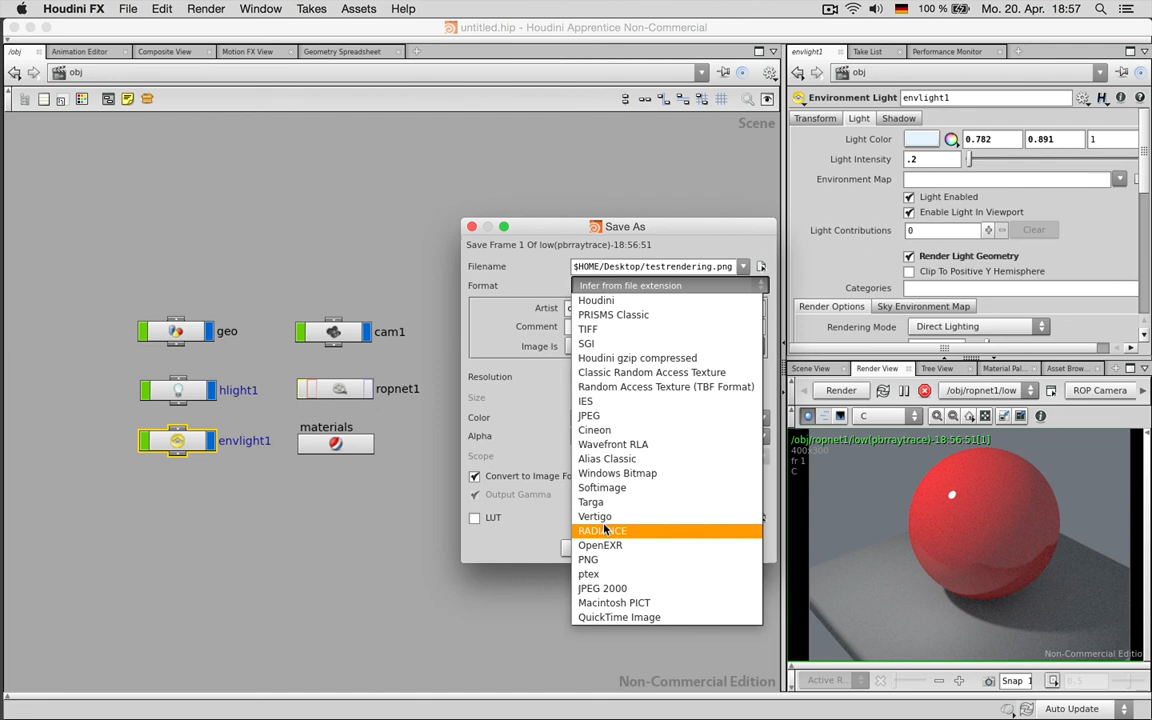 Houdini FX File Edit Render Window Takes Assets Help 100 % Mo. 20. Apr. 18:57
untitled.hip - Houdini Apprentice Non-Commercial
/obj Animation Editor Composite View Motion FX View Geometry Spreadsheet
envlight1 Take List Performance Monitor
obj
obj
Environment Light envlight1
Scene
Transform Light Shadow
Light Color 0.782 0.891 1
Light Intensity .2
Environment Map
Light Enabled
Enable Light In Viewport
Light Contributions 0 Clear
Render Light Geometry
Clip To Positive Y Hemisphere
Categories
Render Options Sky Environment Map
Rendering Mode Direct Lighting
geo
cam1
hlight1
ropnet1
envlight1
materials
Save As
Save Frame 1 Of low(pbrraytrace)-18:56:51
Filename $HOME/Desktop/testrendering.png
Format Infer from file extension
Artist
Comment
Image Is
Resolution
Size
Color
Alpha
Scope
Convert to Image Fo
Output Gamma
LUT
Houdini
PRISMS Classic
TIFF
SGI
Houdini gzip compressed
Classic Random Access Texture
Random Access Texture (TBF Format)
IES
JPEG
Cineon
Wavefront RLA
Alias Classic
Windows Bitmap
Softimage
Targa
Vertigo
RADIANCE
OpenEXR
PNG
ptex
JPEG 2000
Macintosh PICT
QuickTime Image
Scene View Render View Tree View Material Pal... Asset Brow...
Render /obj/ropnet1/low ROP Camera
C
/obj/ropnet1/low(pbrraytrace)-18:56:51[1]
400x300
fr 1
C
Non-Commercial Editio
Non-Commercial Edition
Active R... Snap 1 0.5
Auto Update